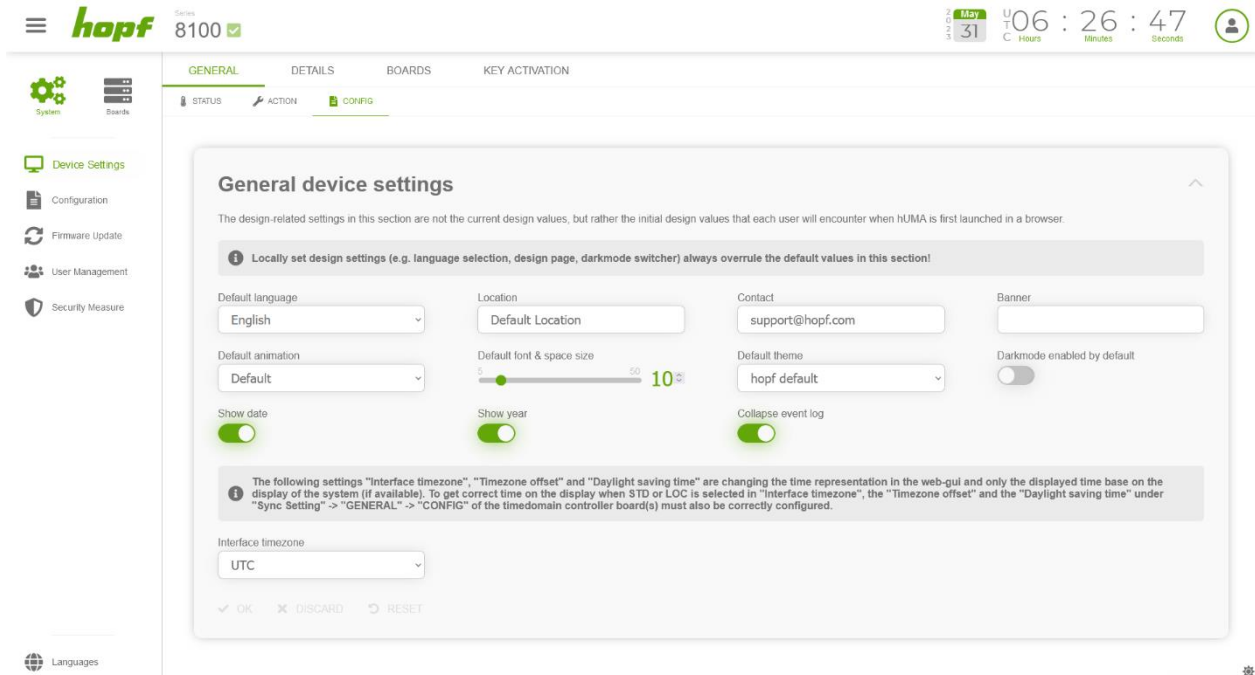 hopf
Series
8100
2023
May
31
UTC
06 : 26 : 47
Hours
Minutes
Seconds
System
Boards
GENERAL
DETAILS
BOARDS
KEY ACTIVATION
STATUS
ACTION
CONFIG
Device Settings
Configuration
Firmware Update
User Management
Security Measure
Languages
General device settings
The design-related settings in this section are not the current design values, but rather the initial design values that each user will encounter when hUMA is first launched in a browser.
Locally set design settings (e.g. language selection, design page, darkmode switcher) always overrule the default values in this section!
Default language
English
Location
Default Location
Contact
support@hopf.com
Banner
Default animation
Default
Default font & space size
5
50
10
Default theme
hopf default
Darkmode enabled by default
Show date
Show year
Collapse event log
The following settings "Interface timezone", "Timezone offset" and "Daylight saving time" are changing the time representation in the web-gui and only the displayed time base on the
display of the system (if available). To get correct time on the display when STD or LOC is selected in "Interface timezone", the "Timezone offset" and the "Daylight saving time" under
"Sync Setting" -> "GENERAL" -> "CONFIG" of the timedomain controller board(s) must also be correctly configured.
Interface timezone
UTC
OK
DISCARD
RESET